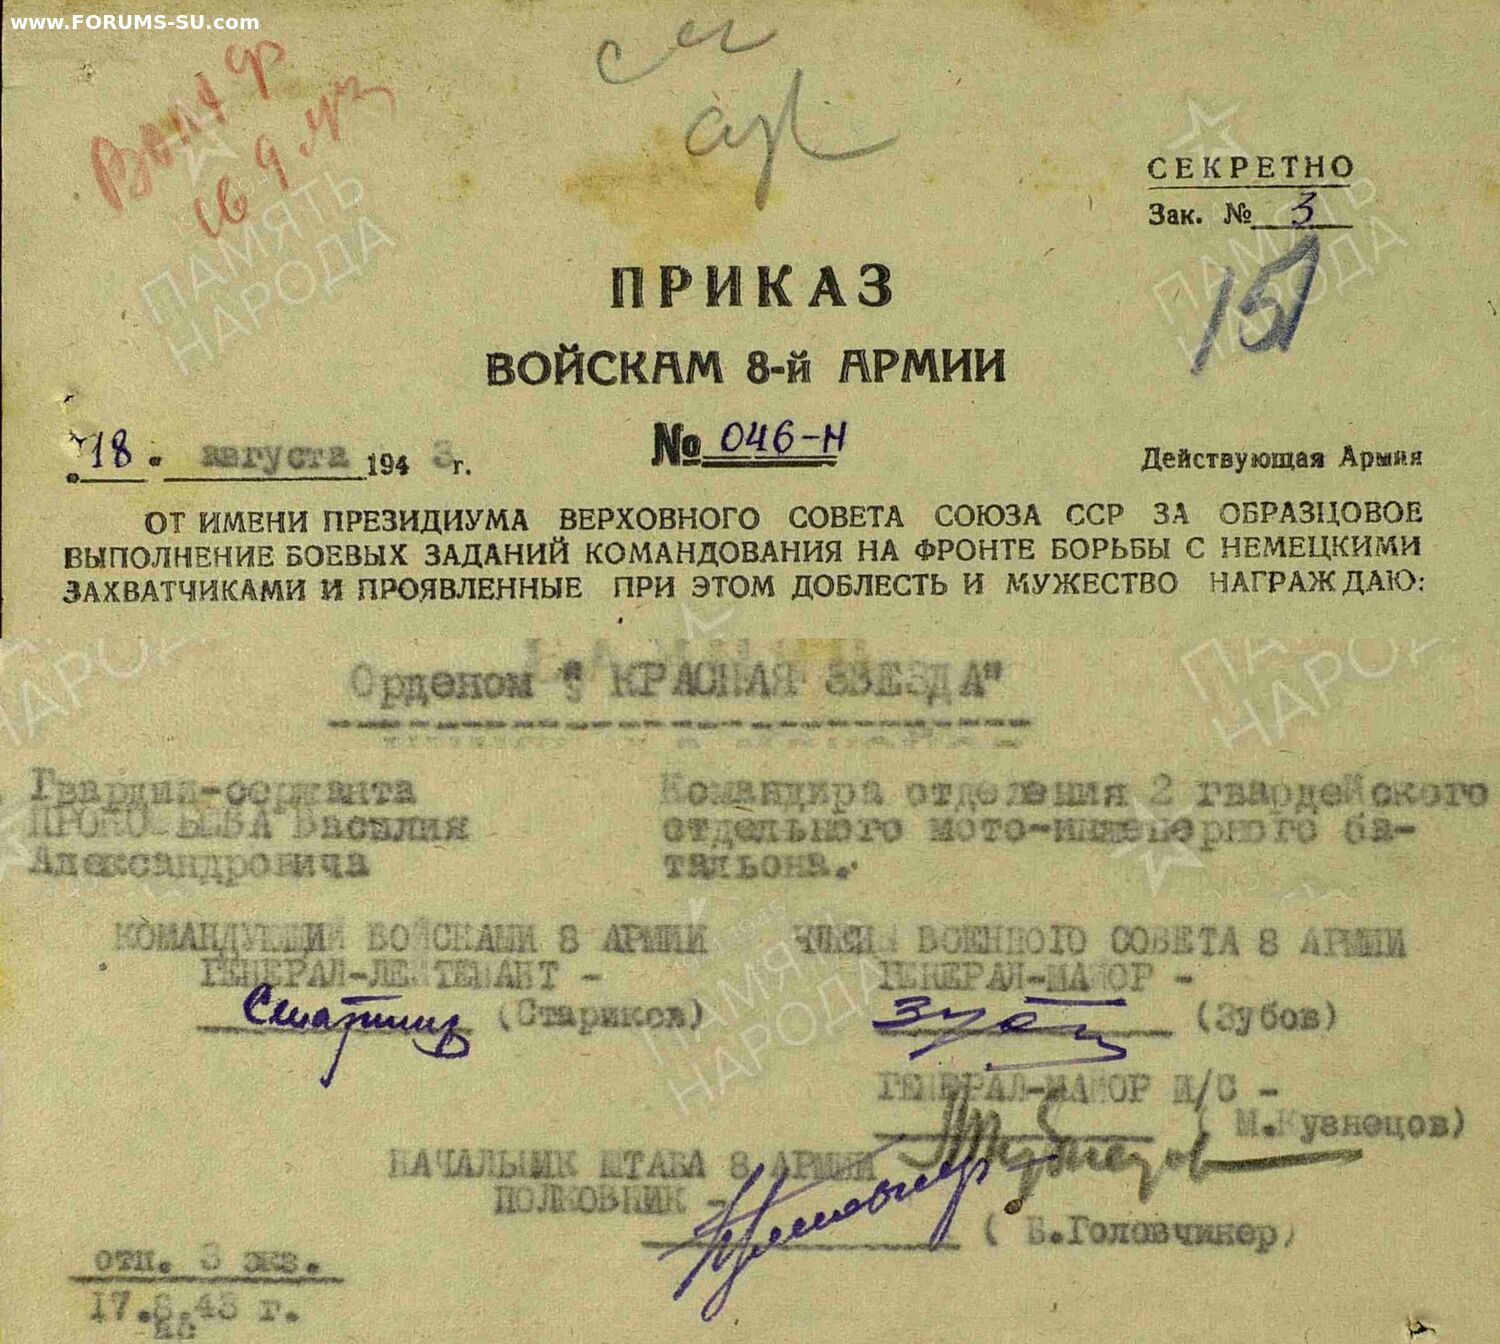 www.FORUMS-SU.com
СЕКРЕТНО
Зак. № 3
151
ПРИКАЗ
ВОЙСКАМ 8-й АРМИИ
№ 046-Н
"18" августа 1943 г.
Действующая Армия
ОТ ИМЕНИ ПРЕЗИДИУМА ВЕРХОВНОГО СОВЕТА СОЮЗА ССР ЗА ОБРАЗЦОВОЕ
ВЫПОЛНЕНИЕ БОЕВЫХ ЗАДАНИЙ КОМАНДОВАНИЯ НА ФРОНТЕ БОРЬБЫ С НЕМЕЦКИМИ
ЗАХВАТЧИКАМИ И ПРОЯВЛЕННЫЕ ПРИ ЭТОМ ДОБЛЕСТЬ И МУЖЕСТВО НАГРАЖДАЮ:
Орденом " КРАСНАЯ ЗВЕЗДА"
Гвардии-сержанта
ПРОКОФЬЕВА Василия
Александровича
Командира отделения 2 гвардейского
отдельного мото-инженерного ба-
тальона.
КОМАНДУЮЩИЙ ВОЙСКАМИ 8 АРМИИ
ГЕНЕРАЛ-ЛЕЙТЕНАНТ -
(Стариков)
ЧЛЕНЫ ВОЕННОГО СОВЕТА 8 АРМИИ
ГЕНЕРАЛ-МАЙОР -
(Зубов)
ГЕНЕРАЛ-МАЙОР И/С -
( М.Кузнецов)
НАЧАЛЬНИК ШТАБА 8 АРМИИ
ПОЛКОВНИК -
( Б.Головчинер)
отп. 3 экз.
17.8.43 г.
ПАМЯТЬ
НАРОДА